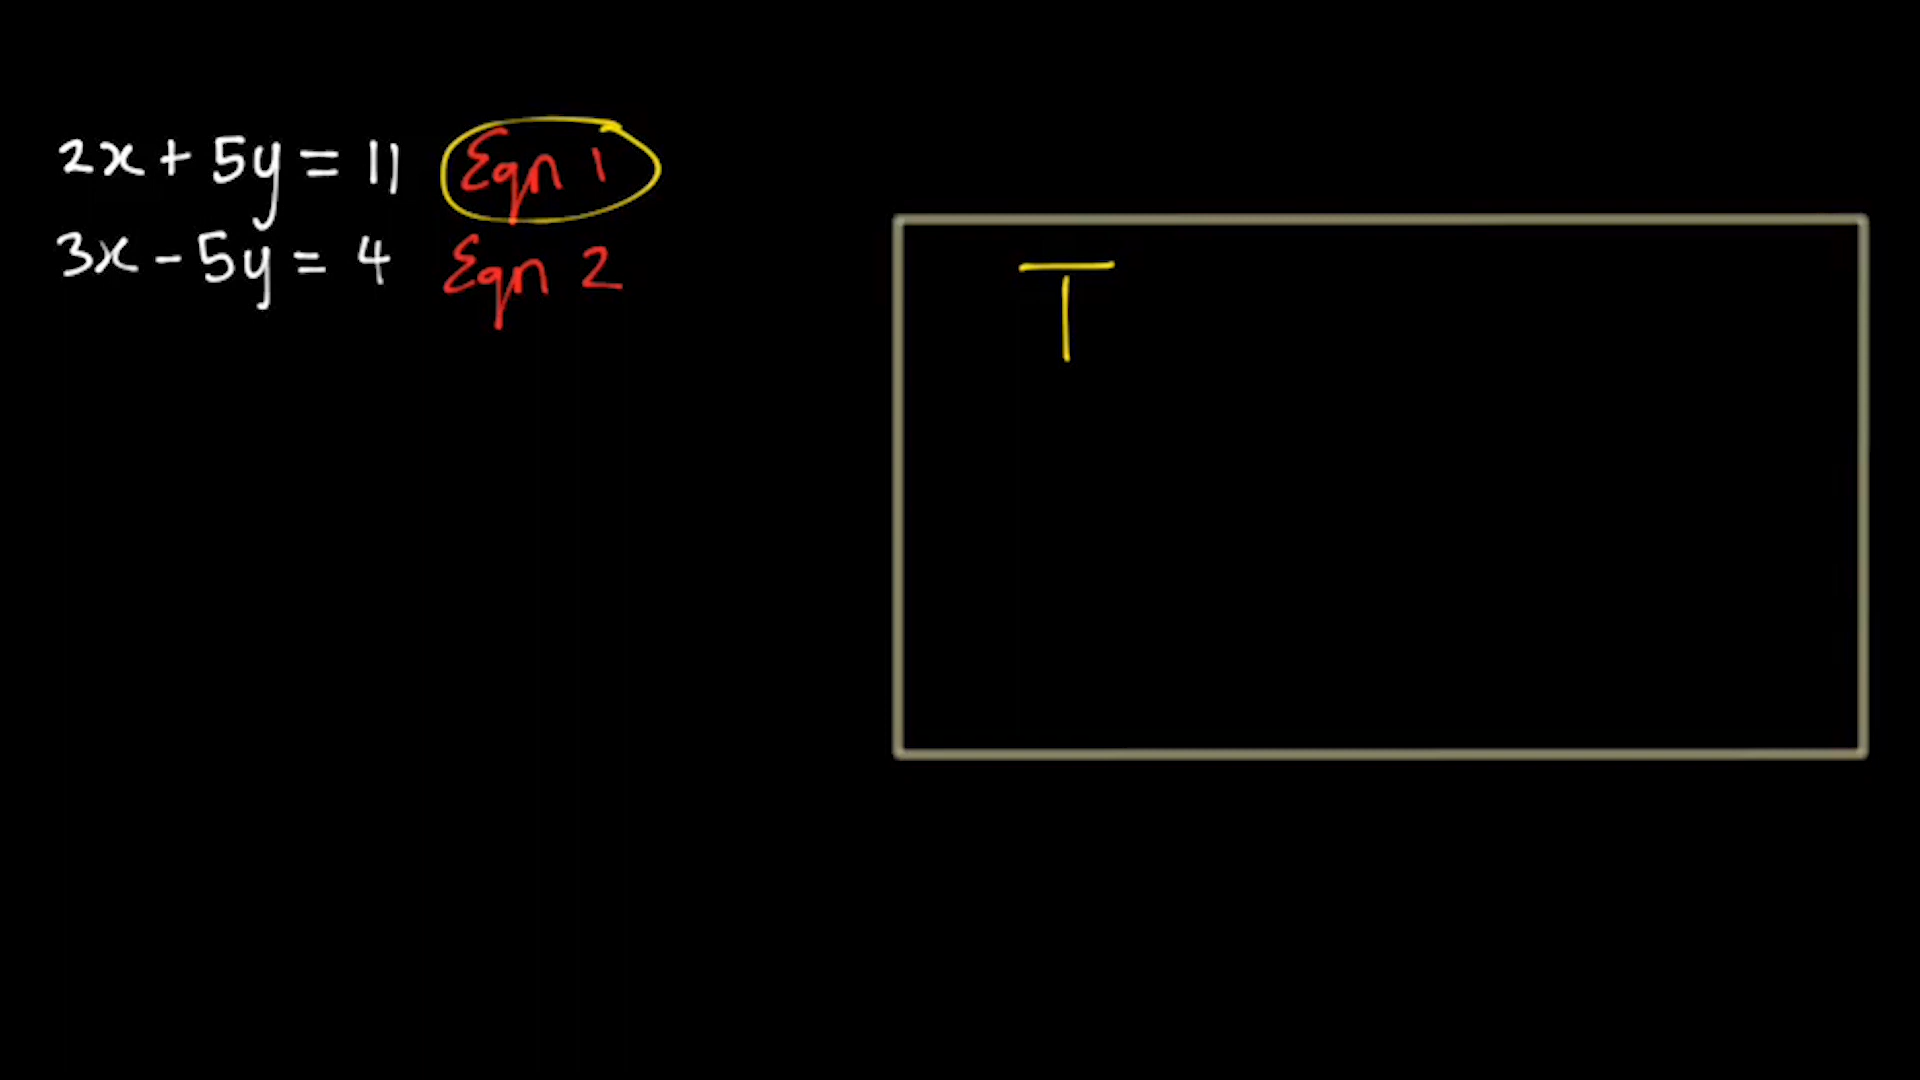 2x + 5y = 11 Eqn 1
3x - 5y = 4 Eqn 2
T